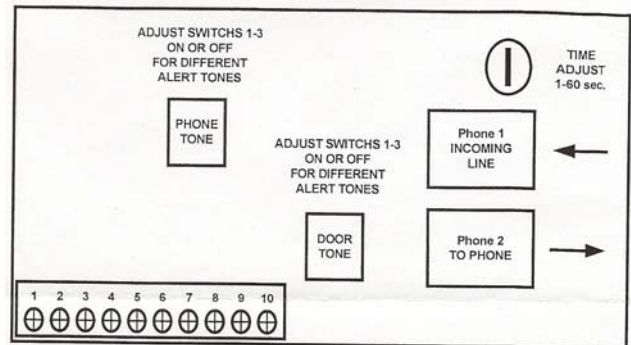 ADJUST SWITCHS 1-3
ON OR OFF
FOR DIFFERENT
ALERT TONES
PHONE
TONE
TIME
ADJUST
1-60 sec.
Phone 1
INCOMING
LINE
ADJUST SWITCHS 1-3
ON OR OFF
FOR DIFFERENT
ALERT TONES
DOOR
TONE
Phone 2
TO PHONE
1 2 3 4 5 6 7 8 9 10